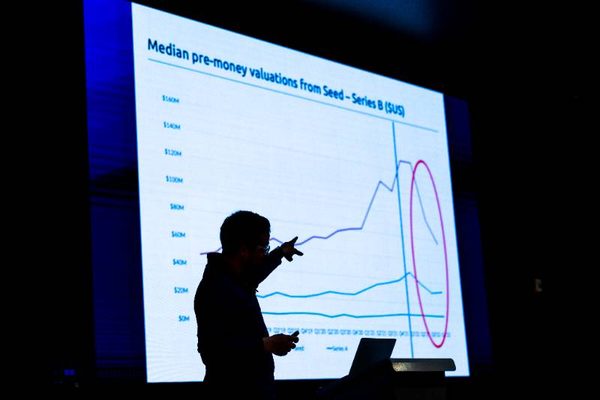 Median pre-money valuations from Seed – Series B ($US)
$160M
$140M
$120M
$100M
$80M
$60M
$40M
$20M
$0M
Series A